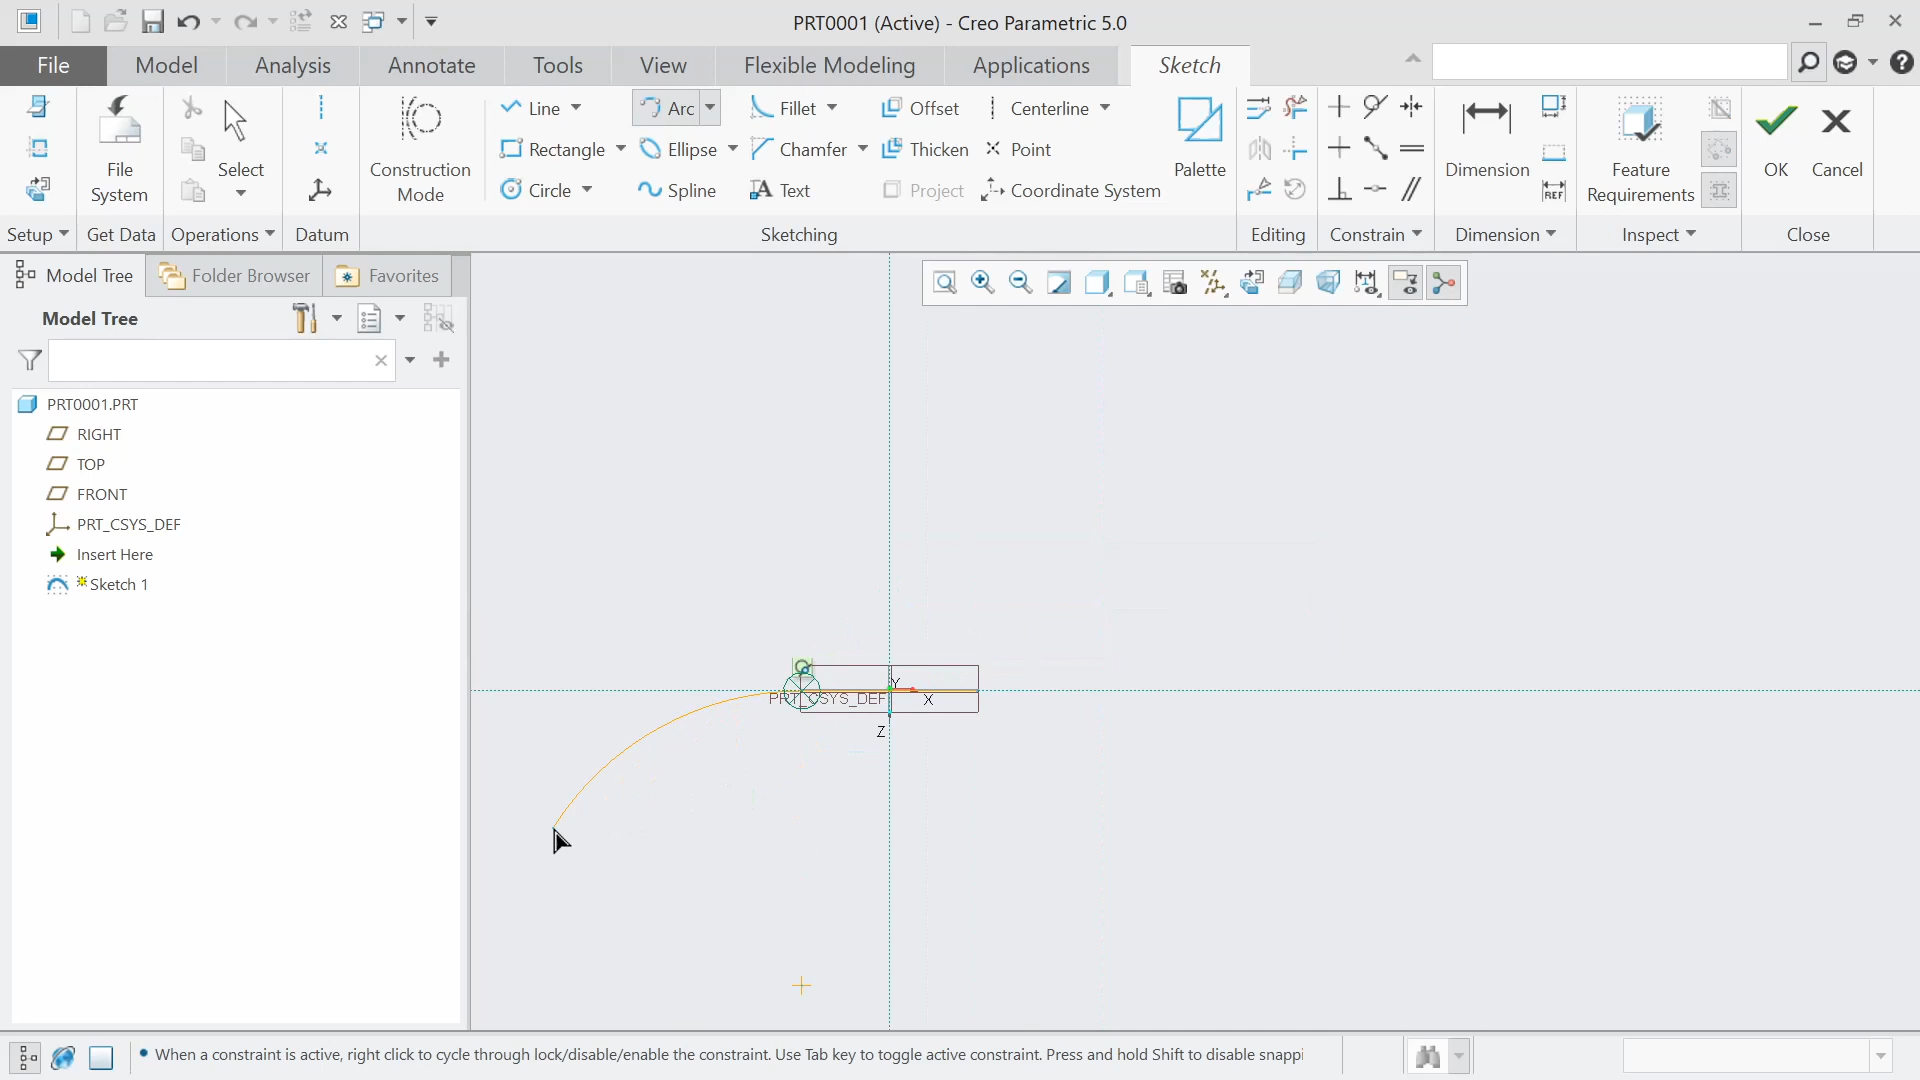 PRT0001 (Active) - Creo Parametric 5.0
File Model Analysis Annotate Tools View Flexible Modeling Applications Sketch
Line Arc Fillet Offset Centerline
Rectangle Ellipse Chamfer Thicken Point
Circle Spline Text Project Coordinate System
File
System
Select
Construction
Mode
Palette
Dimension
REF
Feature
Requirements
OK
Cancel
Setup Get Data Operations Datum Sketching Editing Constrain Dimension Inspect Close
Model Tree Folder Browser Favorites
Model Tree
PRT0001.PRT
RIGHT
TOP
FRONT
PRT_CSYS_DEF
Insert Here
Sketch 1
Y
PRT_CSYS_DEF X
Z
When a constraint is active, right click to cycle through lock/disable/enable the constraint. Use Tab key to toggle active constraint. Press and hold Shift to disable snappi